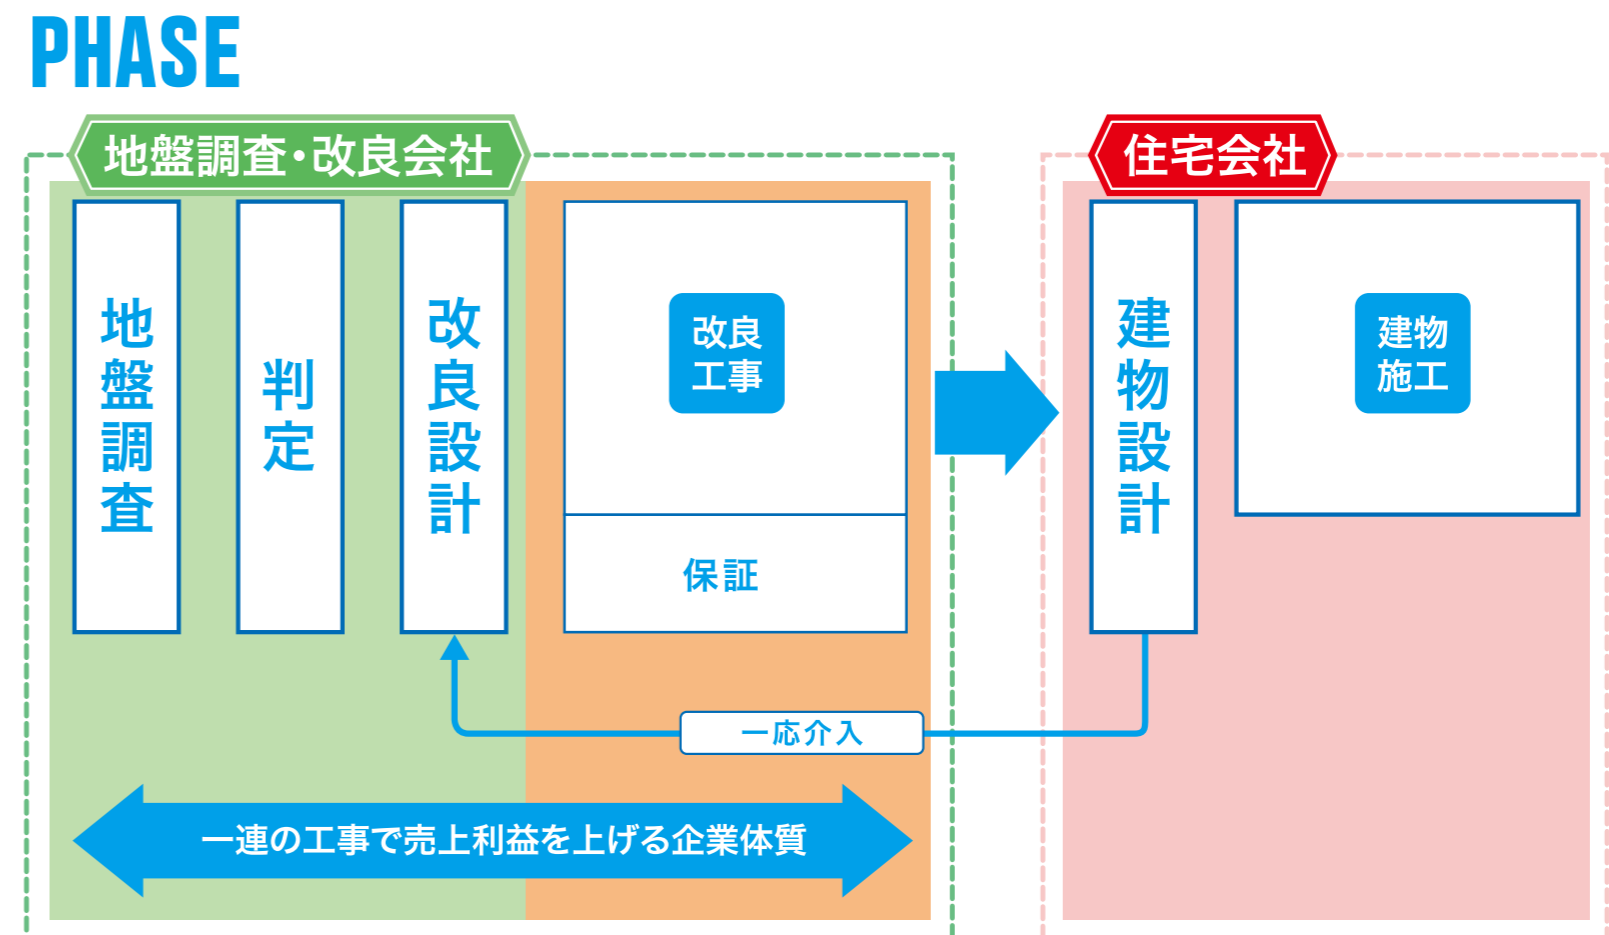 PHASE
地盤調査・改良会社
住宅会社
地盤調査
判定
改良設計
改良
工事
保証
建物設計
建物
施工
一応介入
一連の工事で売上利益を上げる企業体質